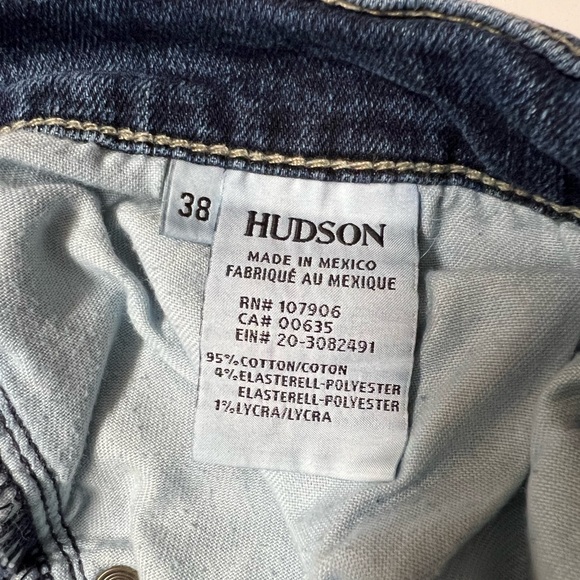 38
HUDSON
MADE IN MEXICO
FABRIQUÉ AU MEXIQUE
RN# 107906
CA# 00635
EIN# 20-3082491
95%COTTON/COTON
4%ELASTERELL-POLYESTER
ELASTERELL-POLYESTER
1%LYCRA/LYCRA